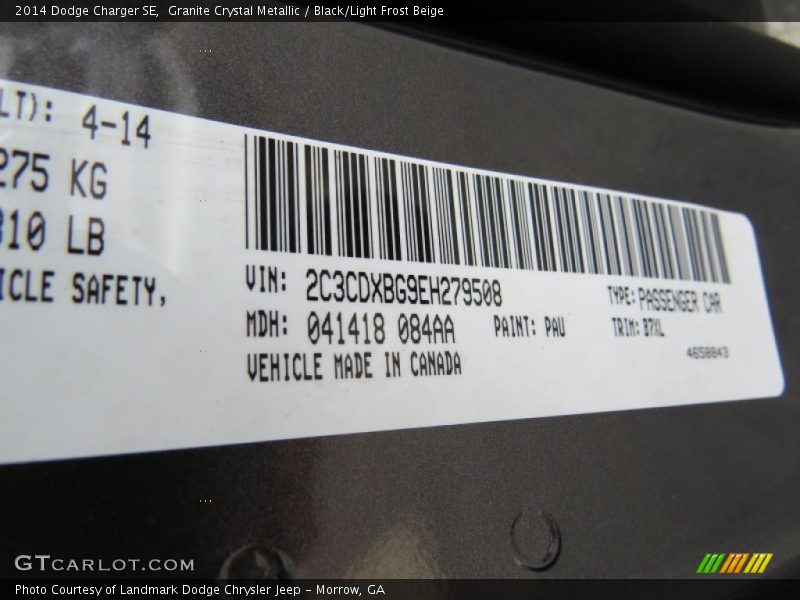 2014 Dodge Charger SE,  Granite Crystal Metallic / Black/Light Frost Beige
LT): 4-14
275 KG
310 LB
ICLE SAFETY,
VIN: 2C3CDXBG9EH279508 TYPE: PASSENGER CAR
MDH: 041418 084AA PAINT: PAU TRIM: B7XL
VEHICLE MADE IN CANADA 4658843
GTCARLOT.COM
Photo Courtesy of Landmark Dodge Chrysler Jeep - Morrow, GA